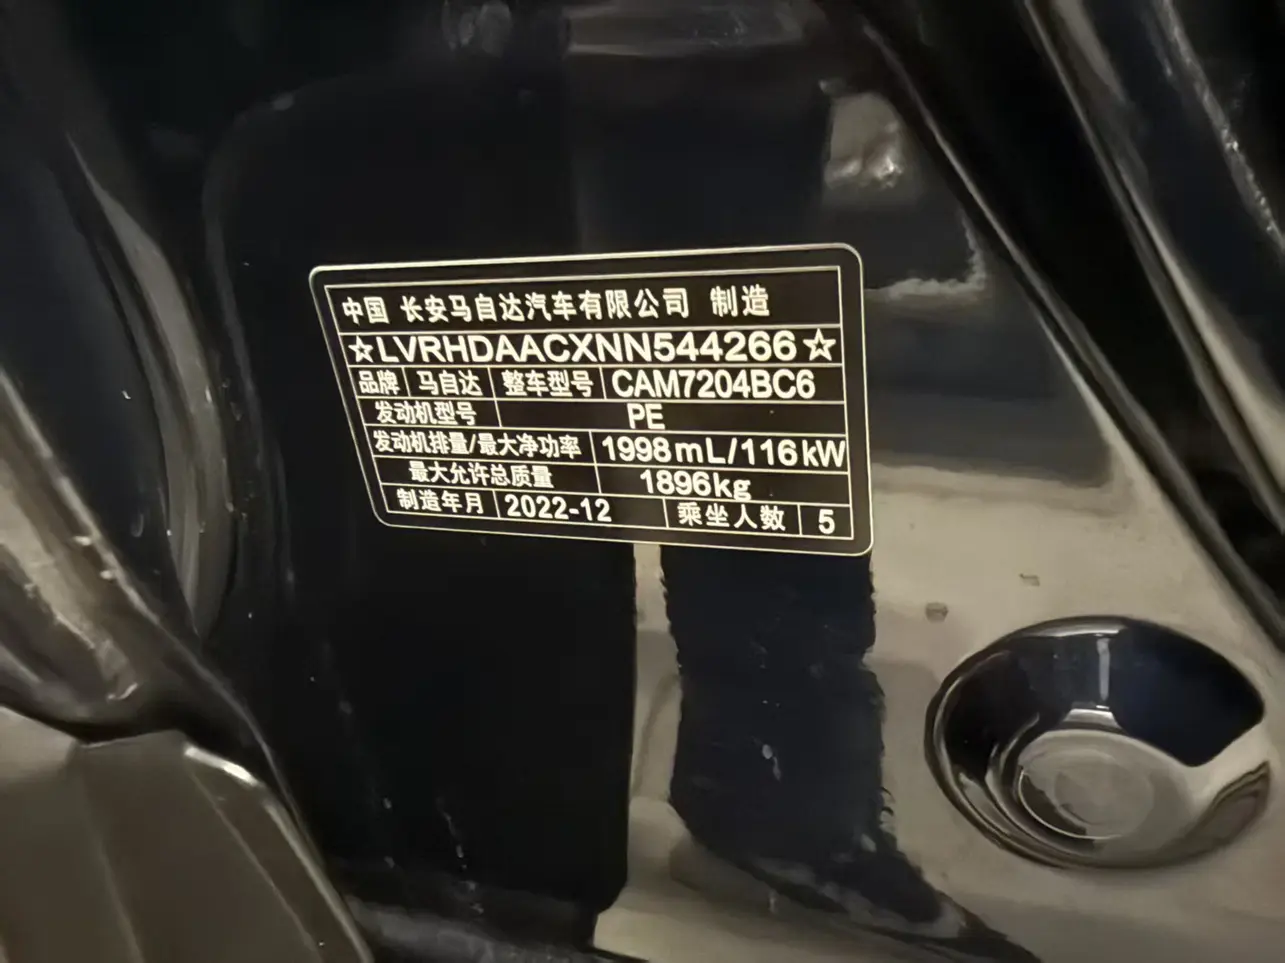 中国 长安马自达汽车有限公司 制造
☆LVRHDAACXNN544266☆
品牌 马自达 整车型号 CAM7204BC6
发动机型号 PE
发动机排量/最大净功率 1998mL/116kW
最大允许总质量 1896kg
制造年月 2022-12 乘坐人数 5